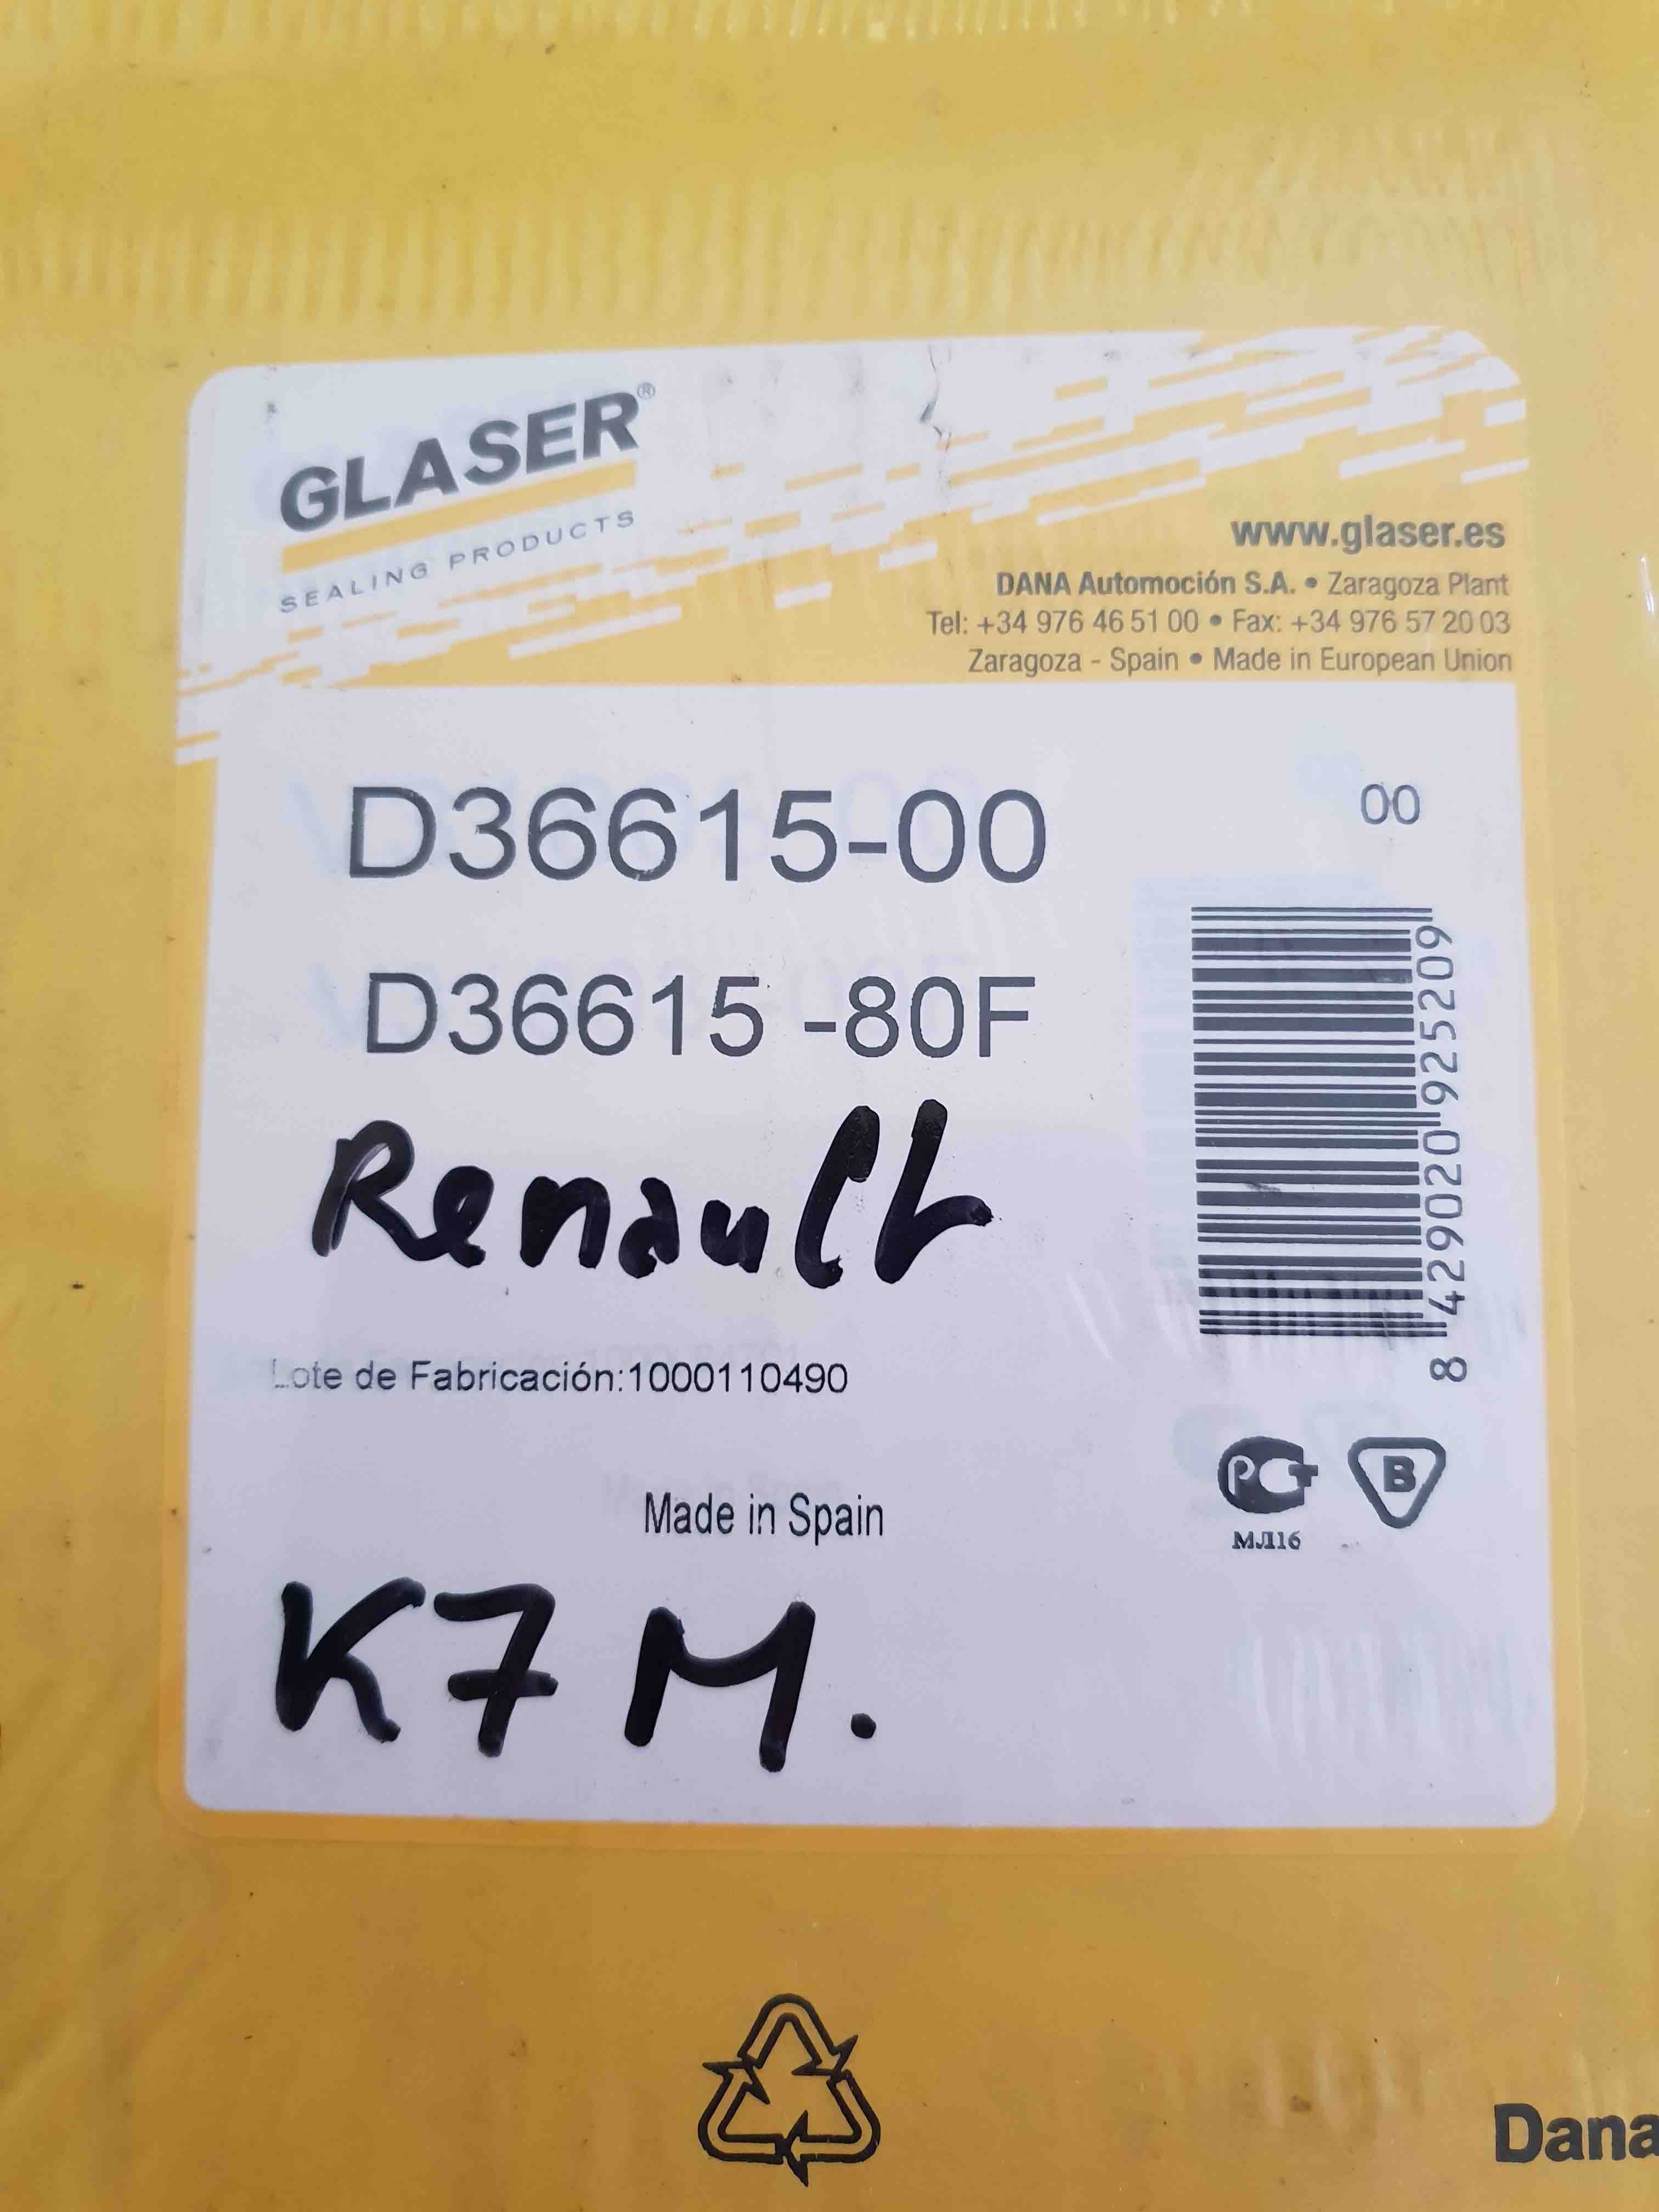 GLASER®
SEALING PRODUCTS
www.glaser.es
DANA Automoción S.A. • Zaragoza Plant
Tel: +34 976 46 51 00 • Fax: +34 976 57 20 03
Zaragoza - Spain • Made in European Union
D36615-00
00
D36615 -80F
Renault
8 429020 925209
Lote de Fabricación:1000110490
Made in Spain
PCT
B
МЛ16
K7M.
Dana